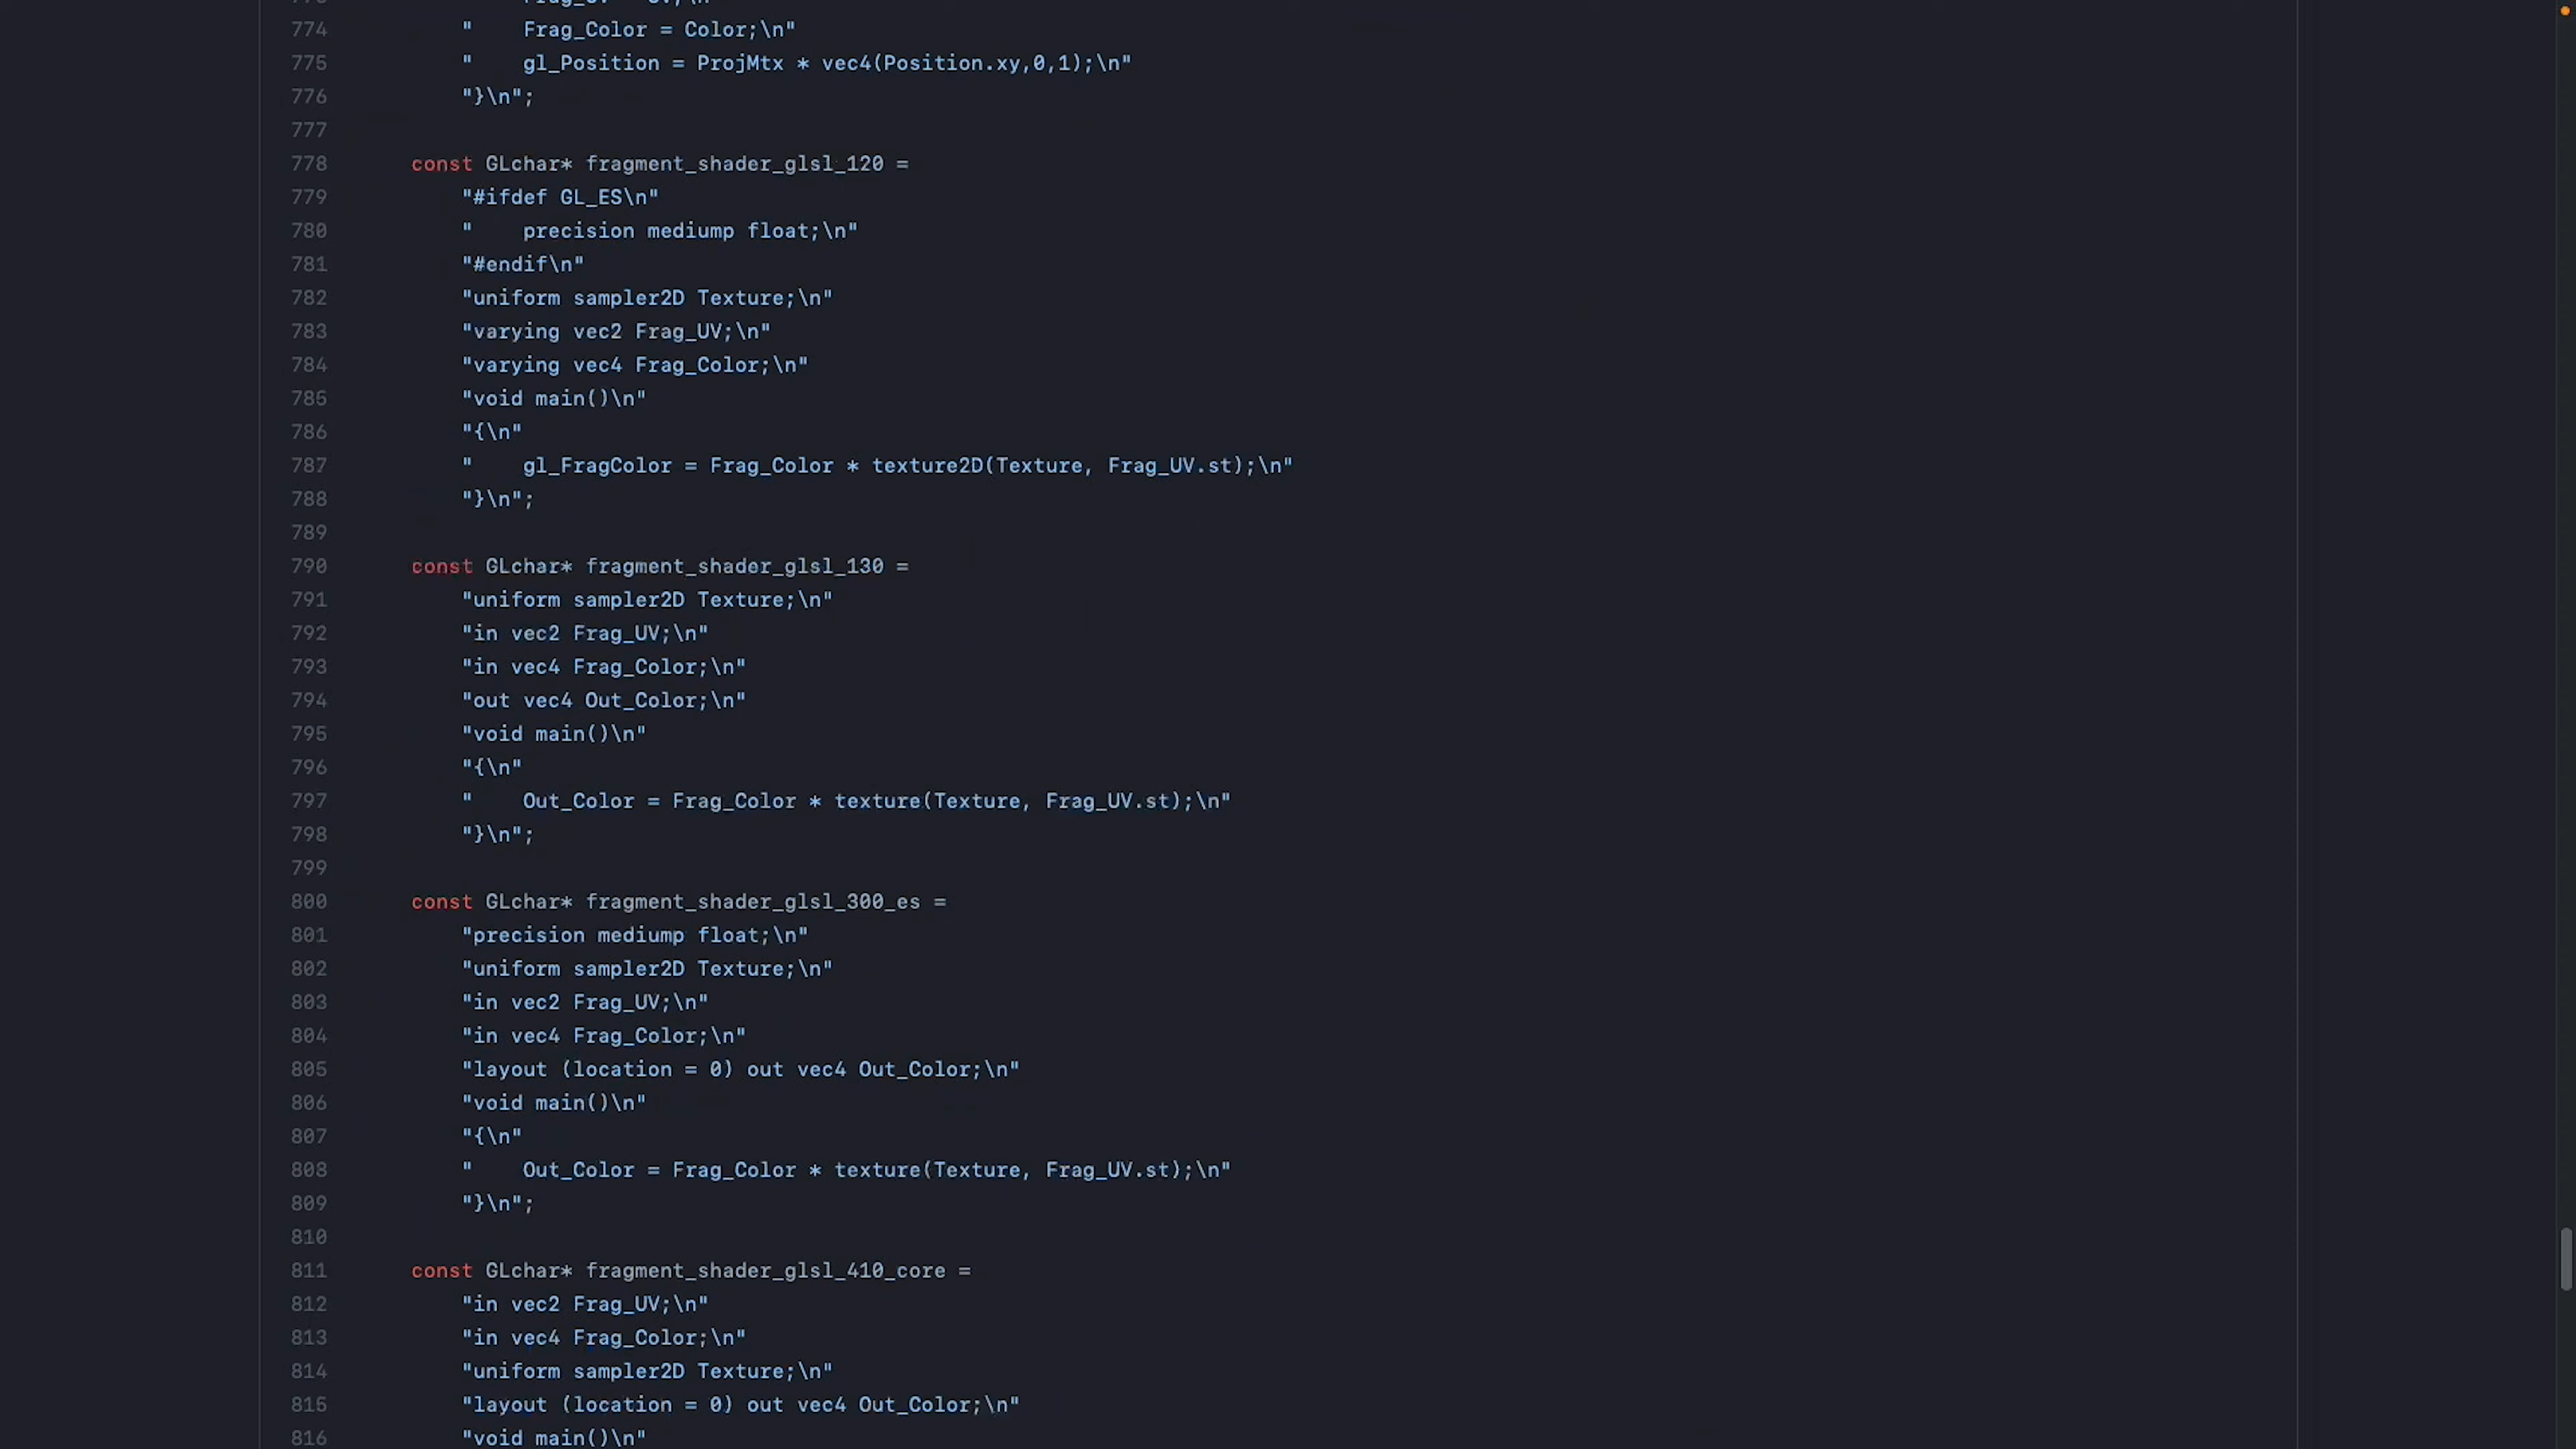 774 "    Frag_Color = Color;\n"
775 "    gl_Position = ProjMtx * vec4(Position.xy,0,1);\n"
776 "}\n";
777
778 const GLchar* fragment_shader_glsl_120 =
779 "#ifdef GL_ES\n"
780 "    precision mediump float;\n"
781 "#endif\n"
782 "uniform sampler2D Texture;\n"
783 "varying vec2 Frag_UV;\n"
784 "varying vec4 Frag_Color;\n"
785 "void main()\n"
786 "{\n"
787 "    gl_FragColor = Frag_Color * texture2D(Texture, Frag_UV.st);\n"
788 "}\n";
789
790 const GLchar* fragment_shader_glsl_130 =
791 "uniform sampler2D Texture;\n"
792 "in vec2 Frag_UV;\n"
793 "in vec4 Frag_Color;\n"
794 "out vec4 Out_Color;\n"
795 "void main()\n"
796 "{\n"
797 "    Out_Color = Frag_Color * texture(Texture, Frag_UV.st);\n"
798 "}\n";
799
800 const GLchar* fragment_shader_glsl_300_es =
801 "precision mediump float;\n"
802 "uniform sampler2D Texture;\n"
803 "in vec2 Frag_UV;\n"
804 "in vec4 Frag_Color;\n"
805 "layout (location = 0) out vec4 Out_Color;\n"
806 "void main()\n"
807 "{\n"
808 "    Out_Color = Frag_Color * texture(Texture, Frag_UV.st);\n"
809 "}\n";
810
811 const GLchar* fragment_shader_glsl_410_core =
812 "in vec2 Frag_UV;\n"
813 "in vec4 Frag_Color;\n"
814 "uniform sampler2D Texture;\n"
815 "layout (location = 0) out vec4 Out_Color;\n"
816 "void main()\n"